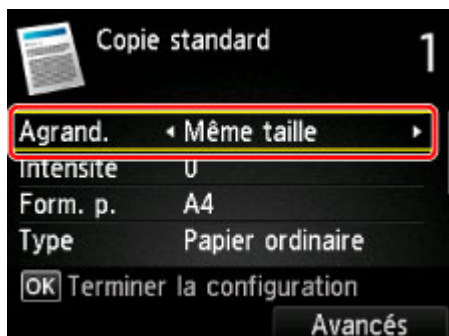 Copie standard 1
Agrand. Même taille
Intensité 0
Form. p. A4
Type Papier ordinaire
OK Terminer la configuration
Avancés